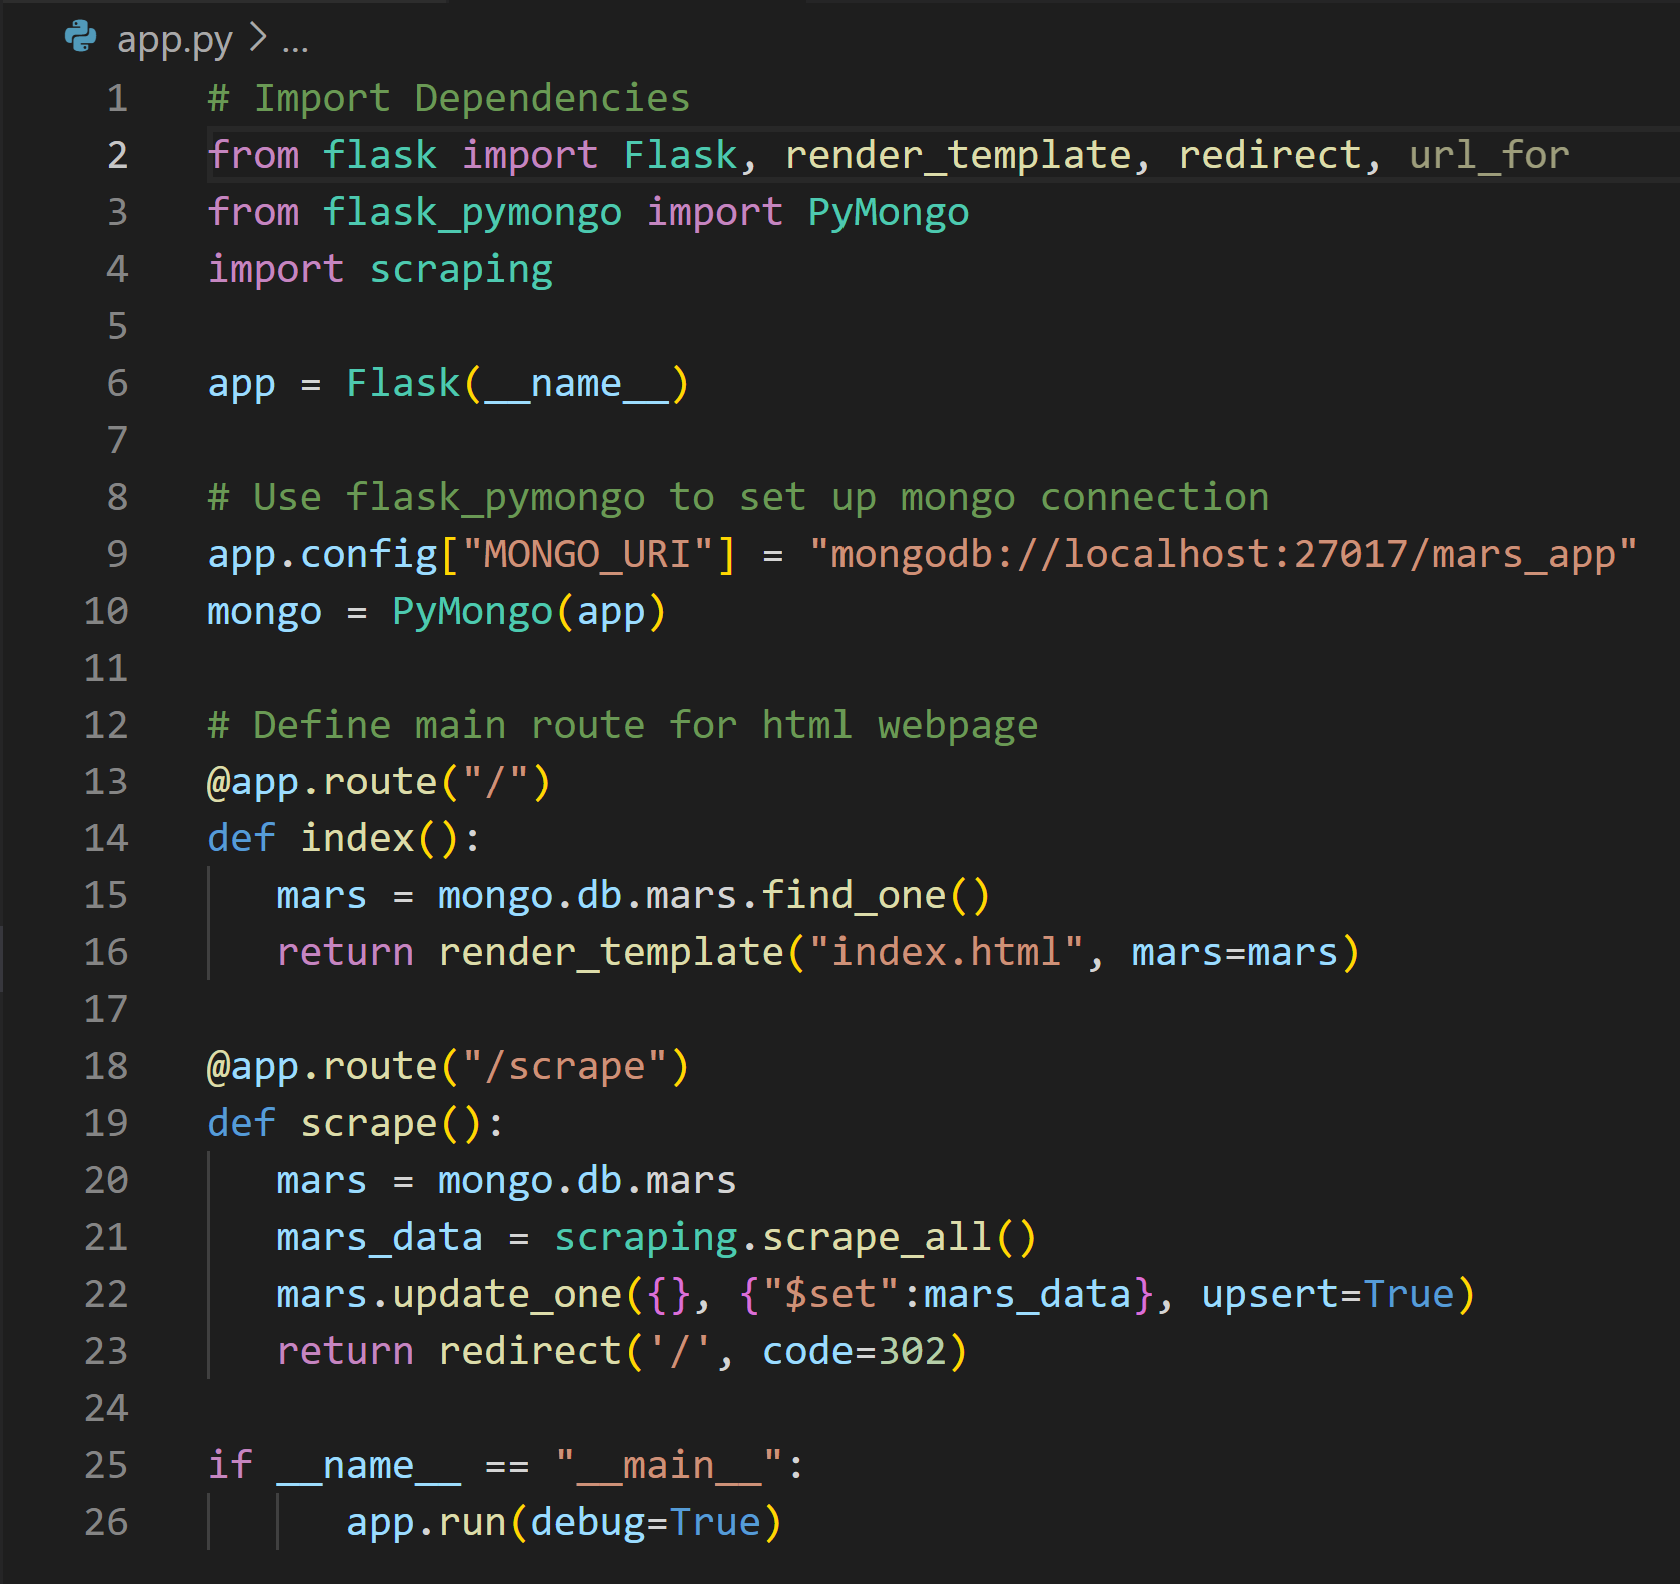 app.py > ...
1 # Import Dependencies
2 from flask import Flask, render_template, redirect, url_for
3 from flask_pymongo import PyMongo
4 import scraping
5
6 app = Flask(__name__)
7
8 # Use flask_pymongo to set up mongo connection
9 app.config["MONGO_URI"] = "mongodb://localhost:27017/mars_app"
10 mongo = PyMongo(app)
11
12 # Define main route for html webpage
13 @app.route("/")
14 def index():
15    mars = mongo.db.mars.find_one()
16    return render_template("index.html", mars=mars)
17
18 @app.route("/scrape")
19 def scrape():
20    mars = mongo.db.mars
21    mars_data = scraping.scrape_all()
22    mars.update_one({}, {"$set":mars_data}, upsert=True)
23    return redirect('/', code=302)
24
25 if __name__ == "__main__":
26       app.run(debug=True)